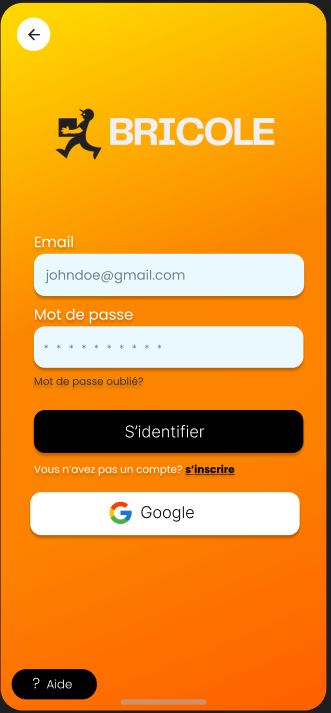 BRICOLE
Email
johndoe@gmail.com
Mot de passe
* * * * * * * * * *
Mot de passe oublié?
S'identifier
Vous n'avez pas un compte? s'inscrire
Google
? Aide